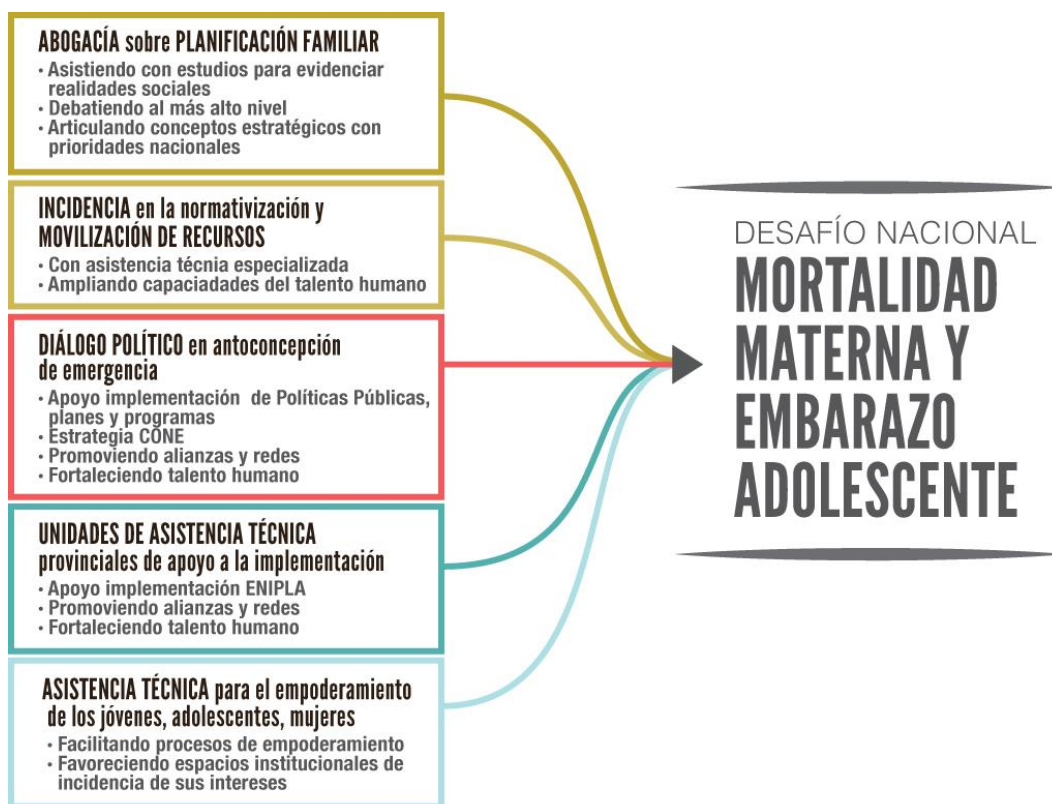 ABOGACÍA sobre PLANIFICACIÓN FAMILIAR
• Asistiendo con estudios para evidenciar
realidades sociales
• Debatiendo al más alto nivel
• Articulando conceptos estratégicos con
prioridades nacionales
INCIDENCIA en la normativización y
MOVILIZACIÓN DE RECURSOS
• Con asistencia técnia especializada
• Ampliando capaciadades del talento humano
DIÁLOGO POLÍTICO en antoconcepción
de emergencia
• Apoyo implementación de Políticas Públicas,
planes y programas
• Estrategia CONE
• Promoviendo alianzas y redes
• Fortaleciendo talento humano
UNIDADES DE ASISTENCIA TÉCNICA
provinciales de apoyo a la implementación
• Apoyo implementación ENIPLA
• Promoviendo alianzas y redes
• Fortaleciendo talento humano
ASISTENCIA TÉCNICA para el empoderamiento
de los jóvenes, adolescentes, mujeres
• Facilitando procesos de empoderamiento
• Favoreciendo espacios institucionales de
incidencia de sus intereses
DESAFÍO NACIONAL
MORTALIDAD
MATERNA Y
EMBARAZO
ADOLESCENTE